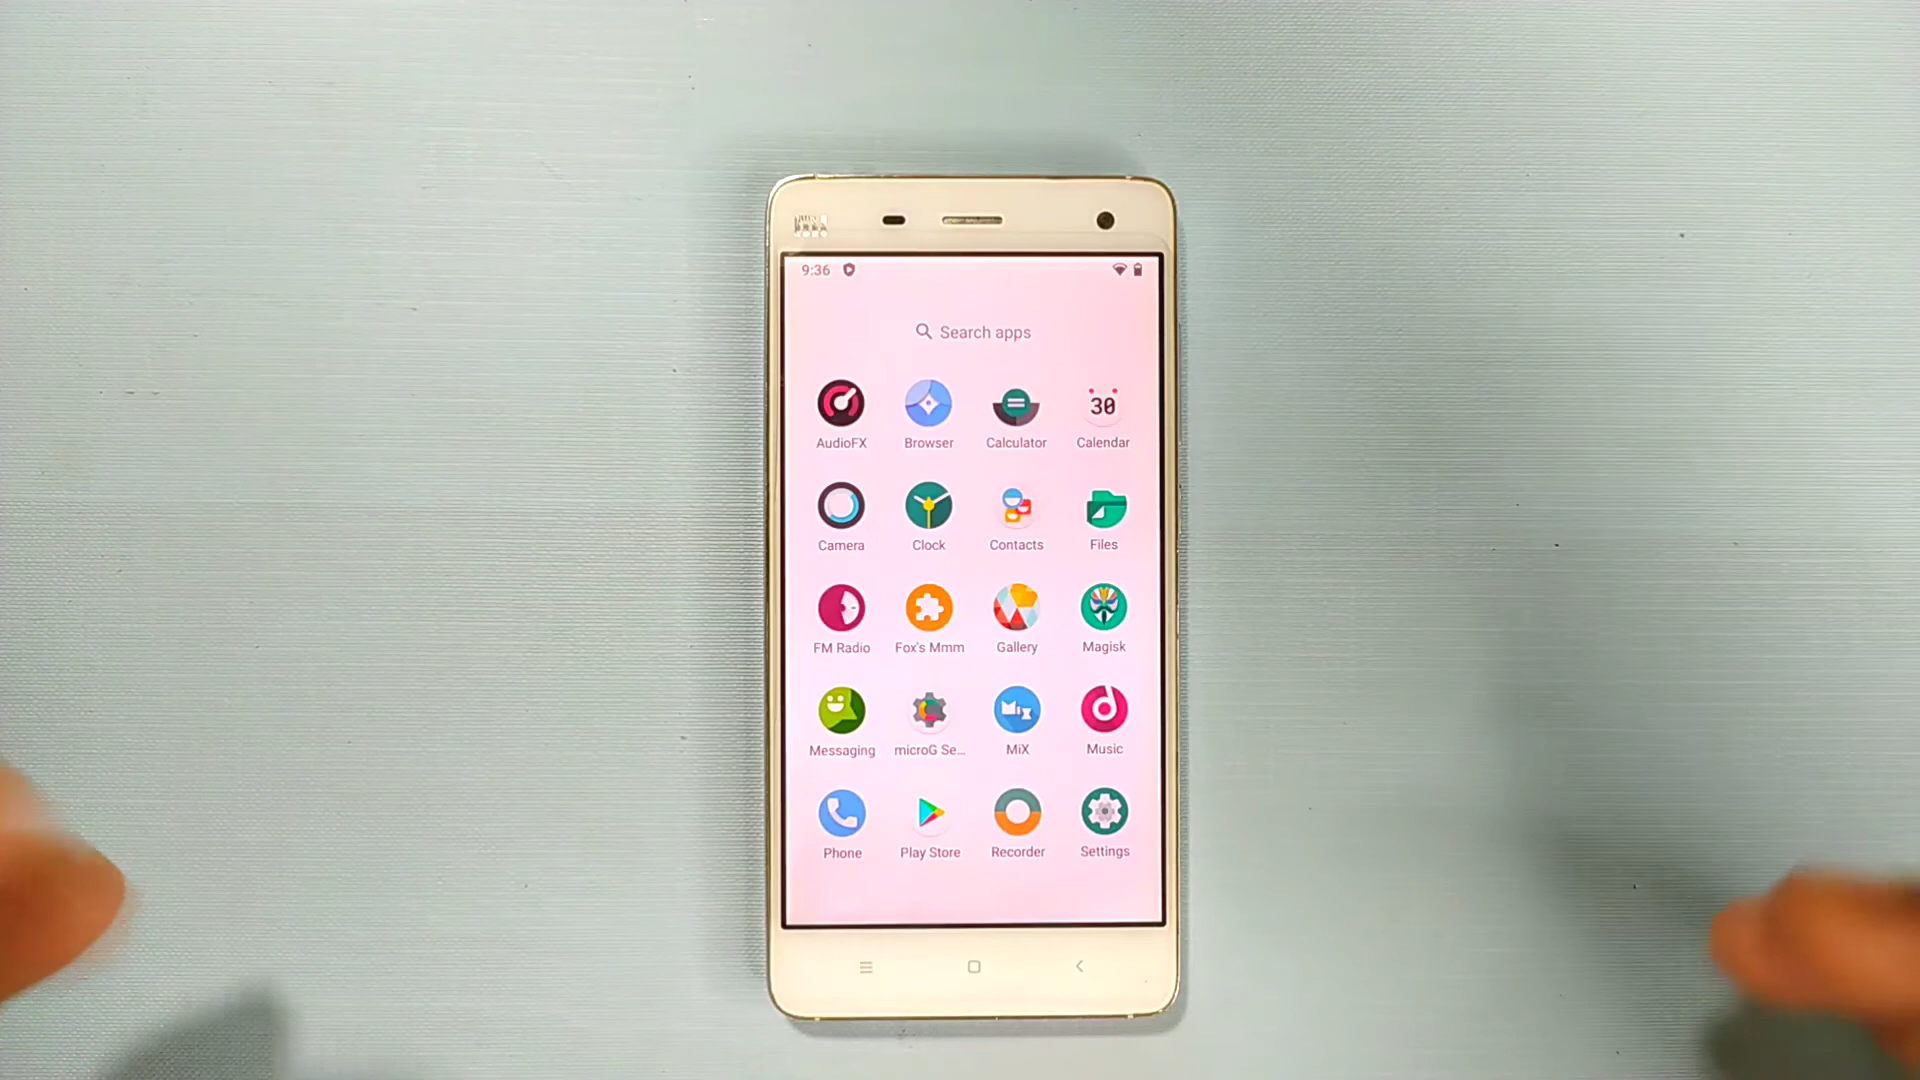 9:36
Search apps
AudioFX Browser Calculator Calendar
30
Camera Clock Contacts Files
FM Radio Fox's Mmm Gallery Magisk
MiX
Messaging microG Se... MiX Music
Phone Play Store Recorder Settings